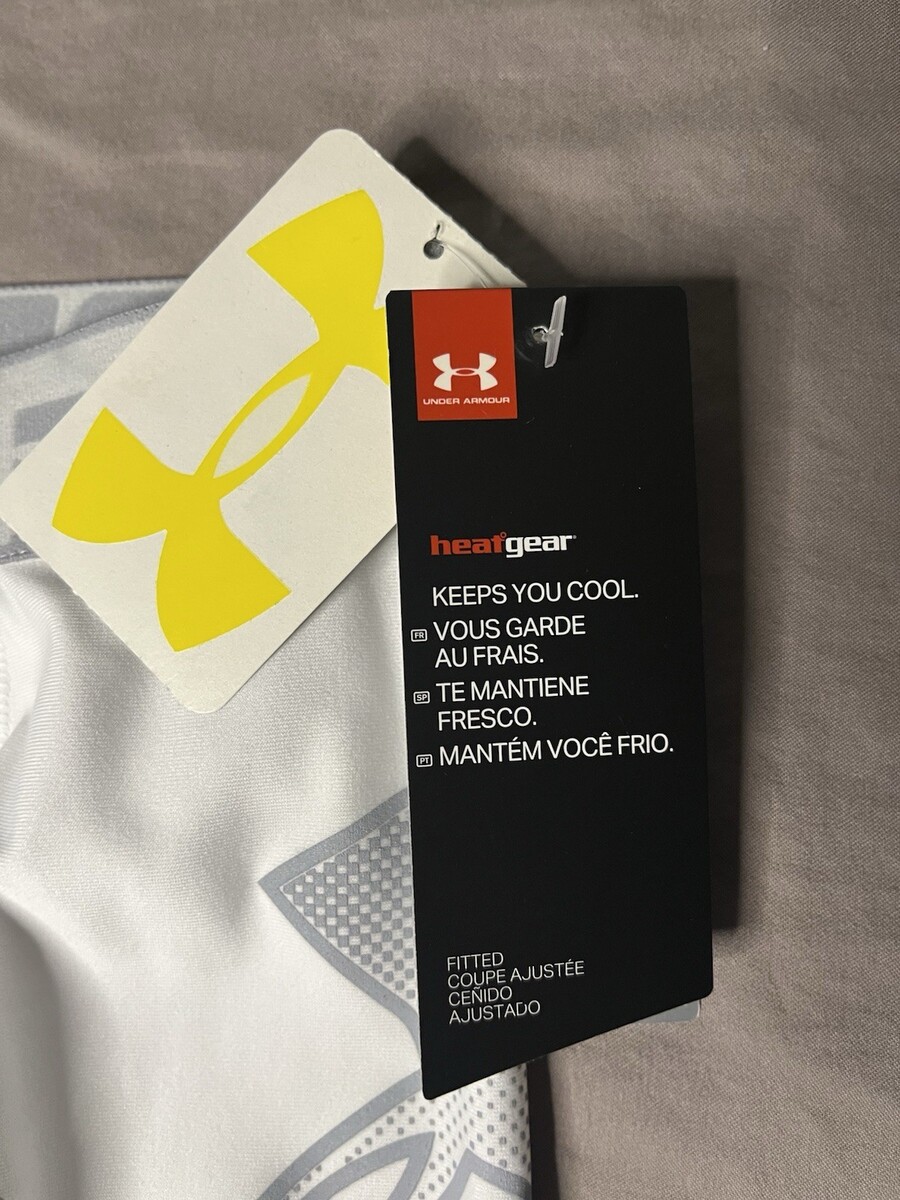 UNDER ARMOUR
heatgear
KEEPS YOU COOL.
FR VOUS GARDE
AU FRAIS.
SP TE MANTIENE
FRESCO.
PT MANTÉM VOCÊ FRIO.
FITTED
COUPE AJUSTÉE
CEÑIDO
AJUSTADO